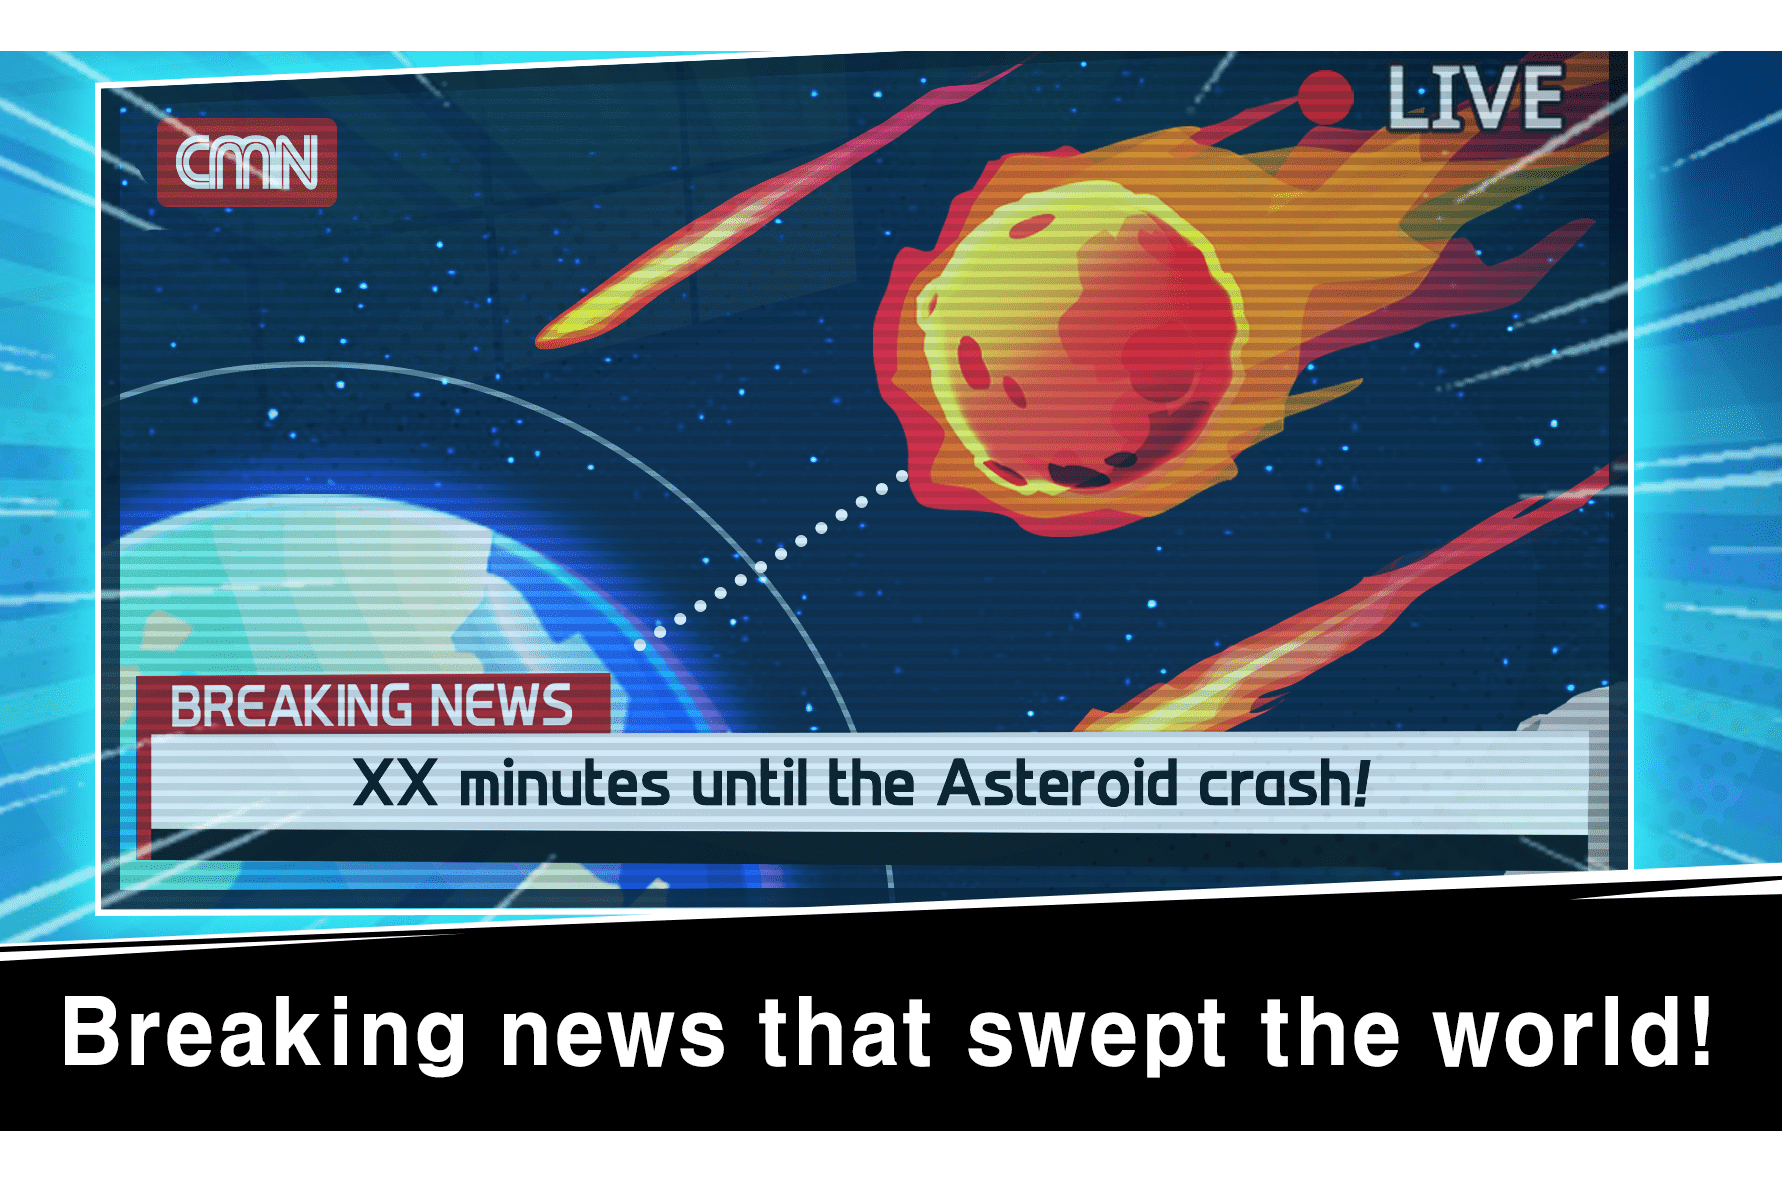 CMN
LIVE
BREAKING NEWS
XX minutes until the Asteroid crash!
Breaking news that swept the world!